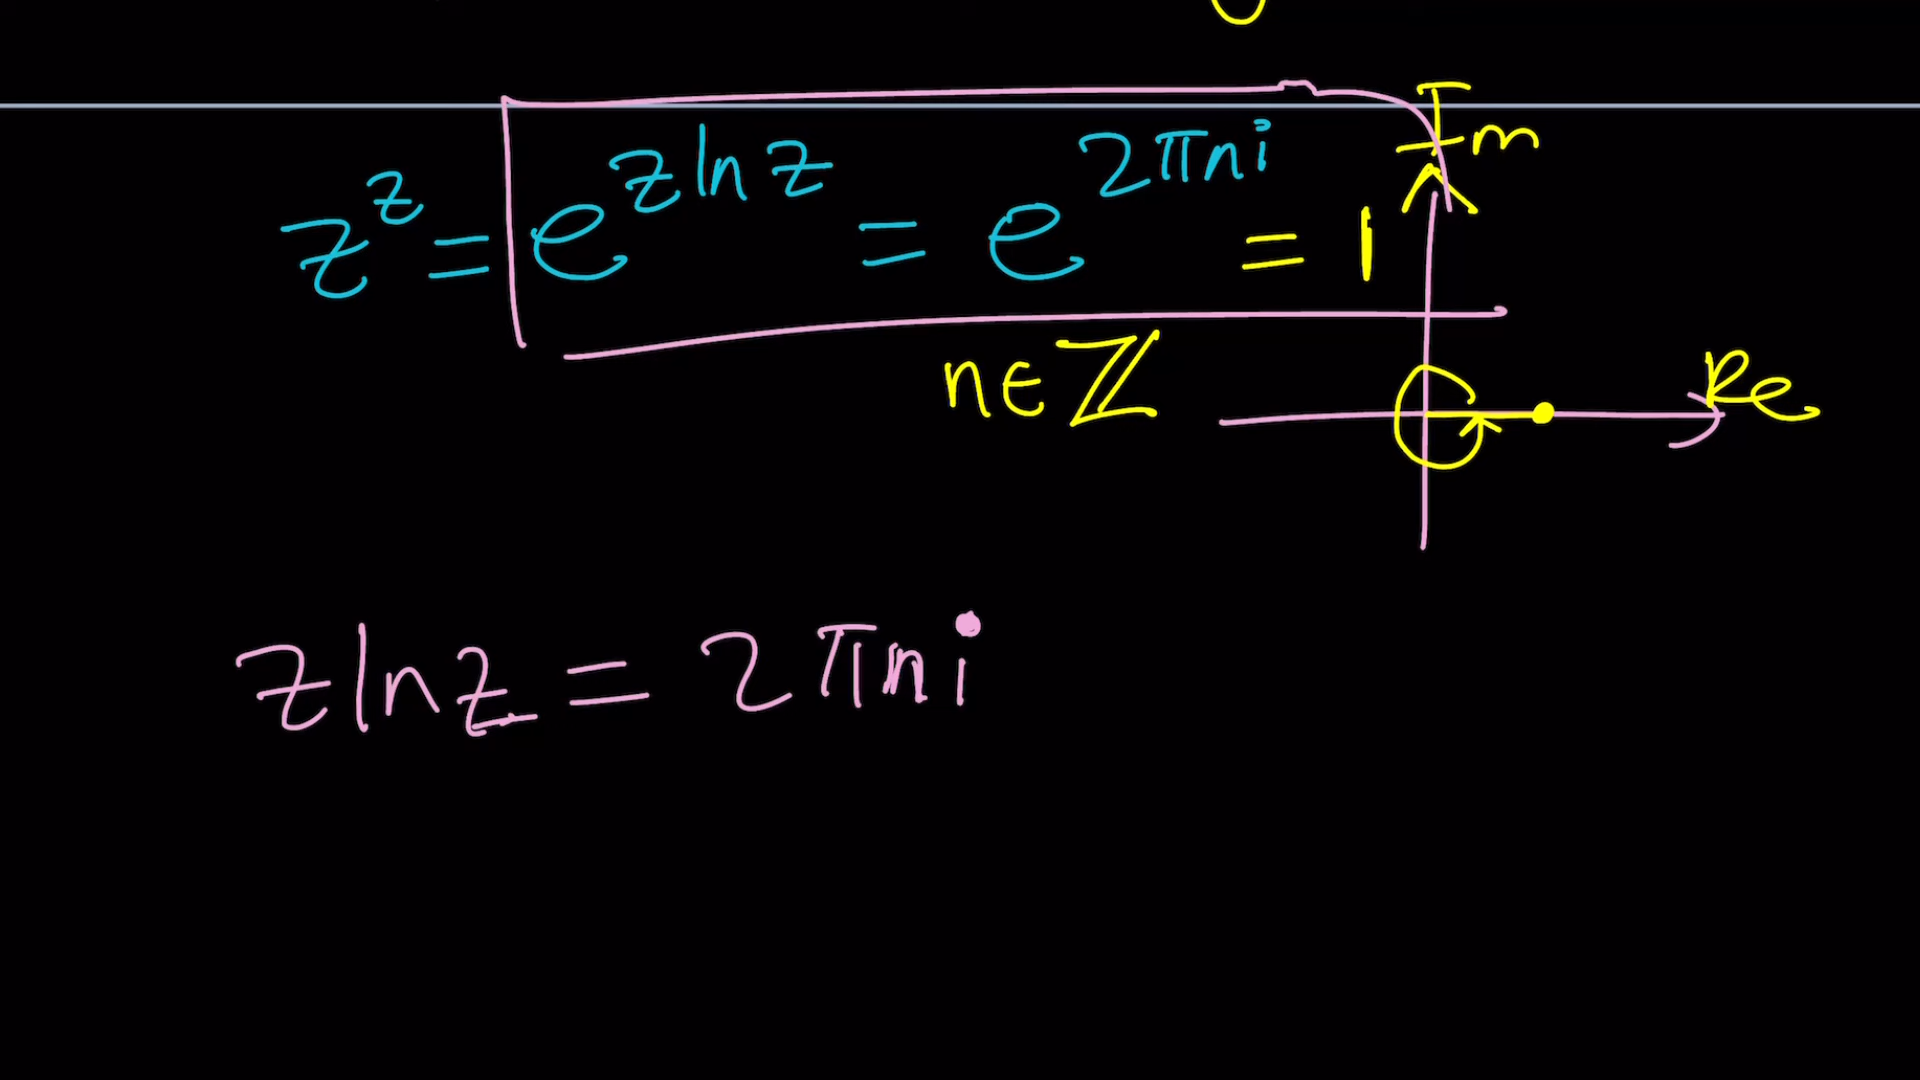 z^z = e^{z ln z} = e^{2πni} = 1
Im
n∈ℤ
Re
z ln z = 2πni